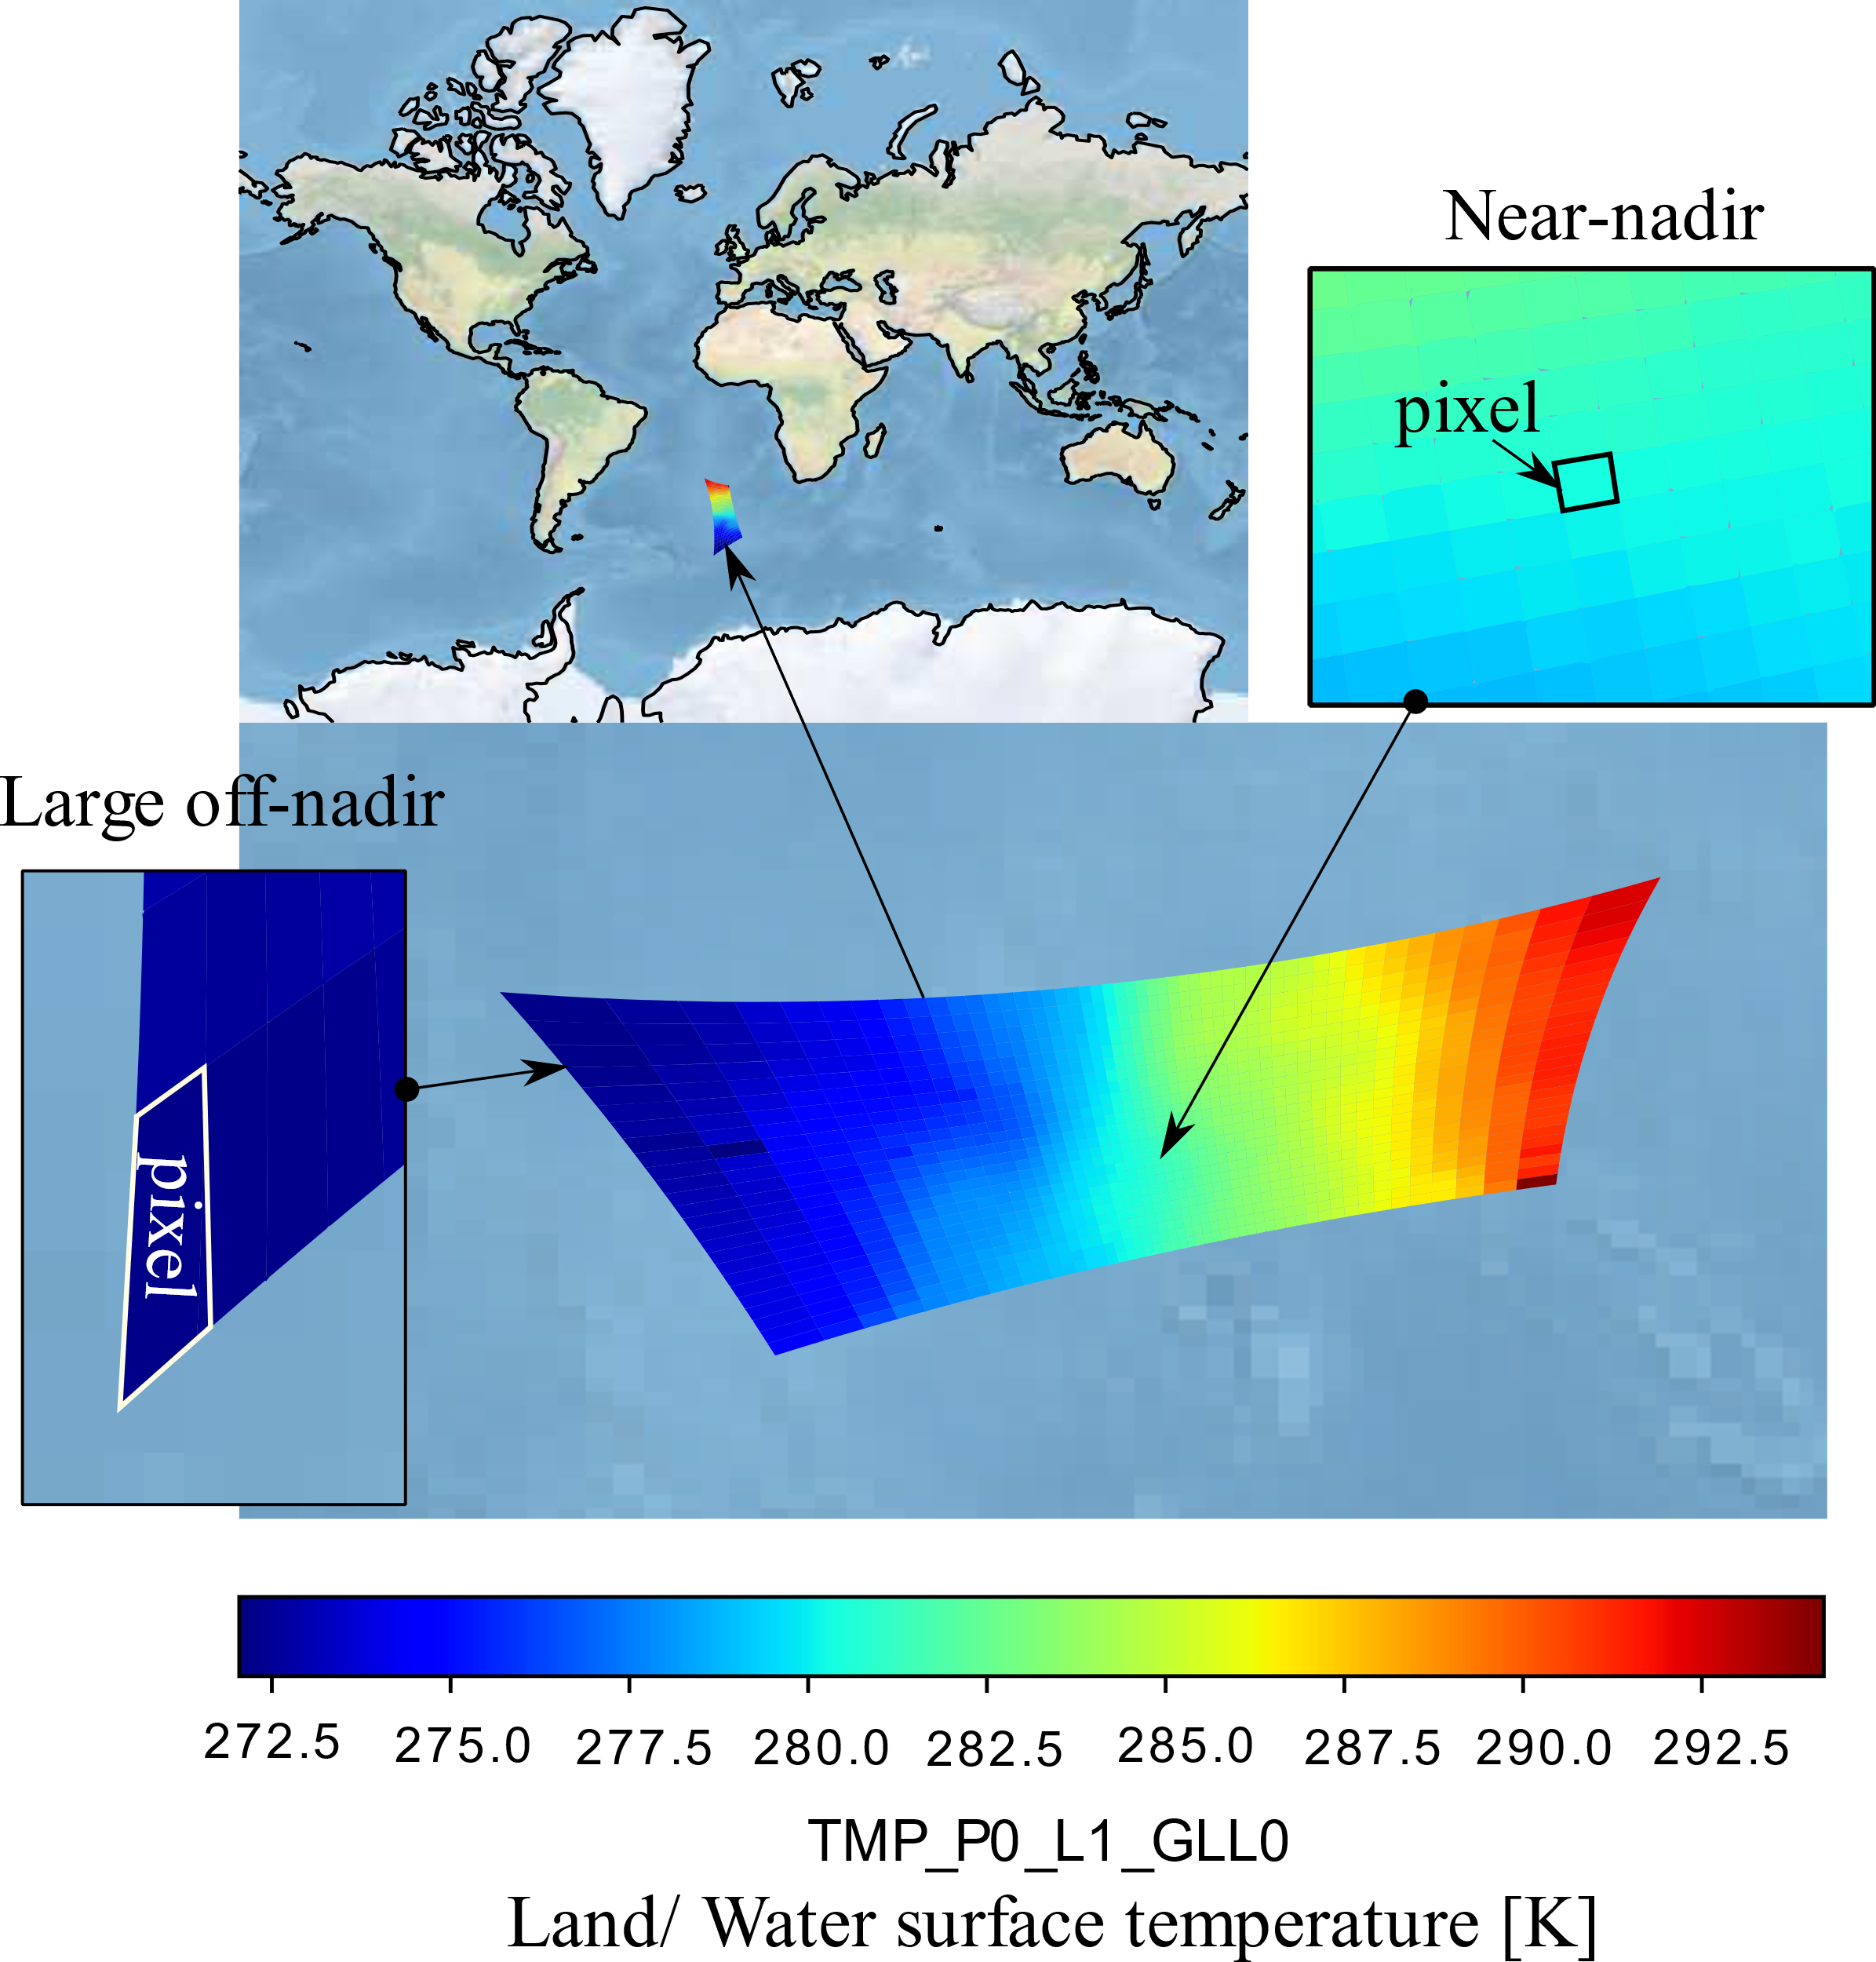 Near-nadir
pixel
Large off-nadir
pixel
272.5 275.0 277.5 280.0 282.5 285.0 287.5 290.0 292.5
TMP_P0_L1_GLL0
Land/ Water surface temperature [K]